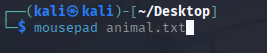 ┌──(kali㉿kali)-[~/Desktop]
└─$ mousepad animal.txt